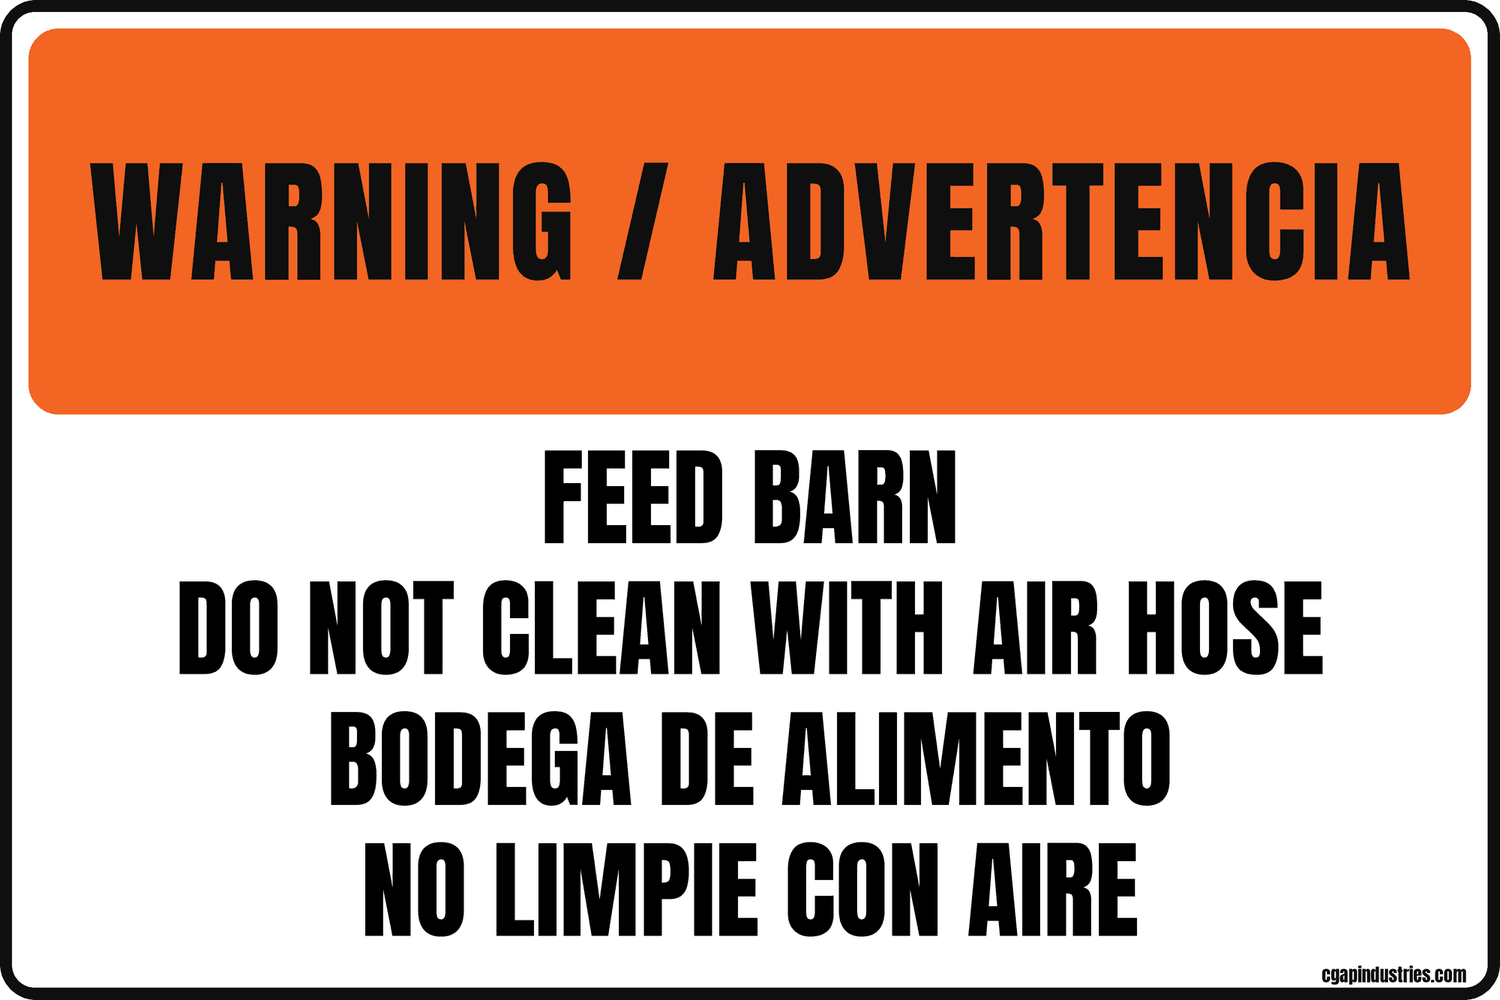 WARNING / ADVERTENCIA
FEED BARN
DO NOT CLEAN WITH AIR HOSE
BODEGA DE ALIMENTO
NO LIMPIE CON AIRE
cgapindustries.com